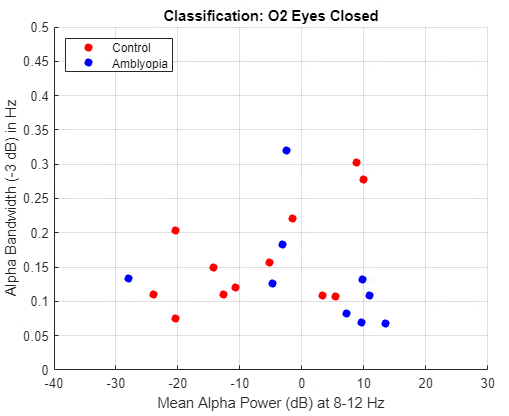 Classification: O2 Eyes Closed
Control
Amblyopia
Alpha Bandwidth (-3 dB) in Hz
0.5
0.45
0.4
0.35
0.3
0.25
0.2
0.15
0.1
0.05
0
-40 -30 -20 -10 0 10 20 30
Mean Alpha Power (dB) at 8-12 Hz